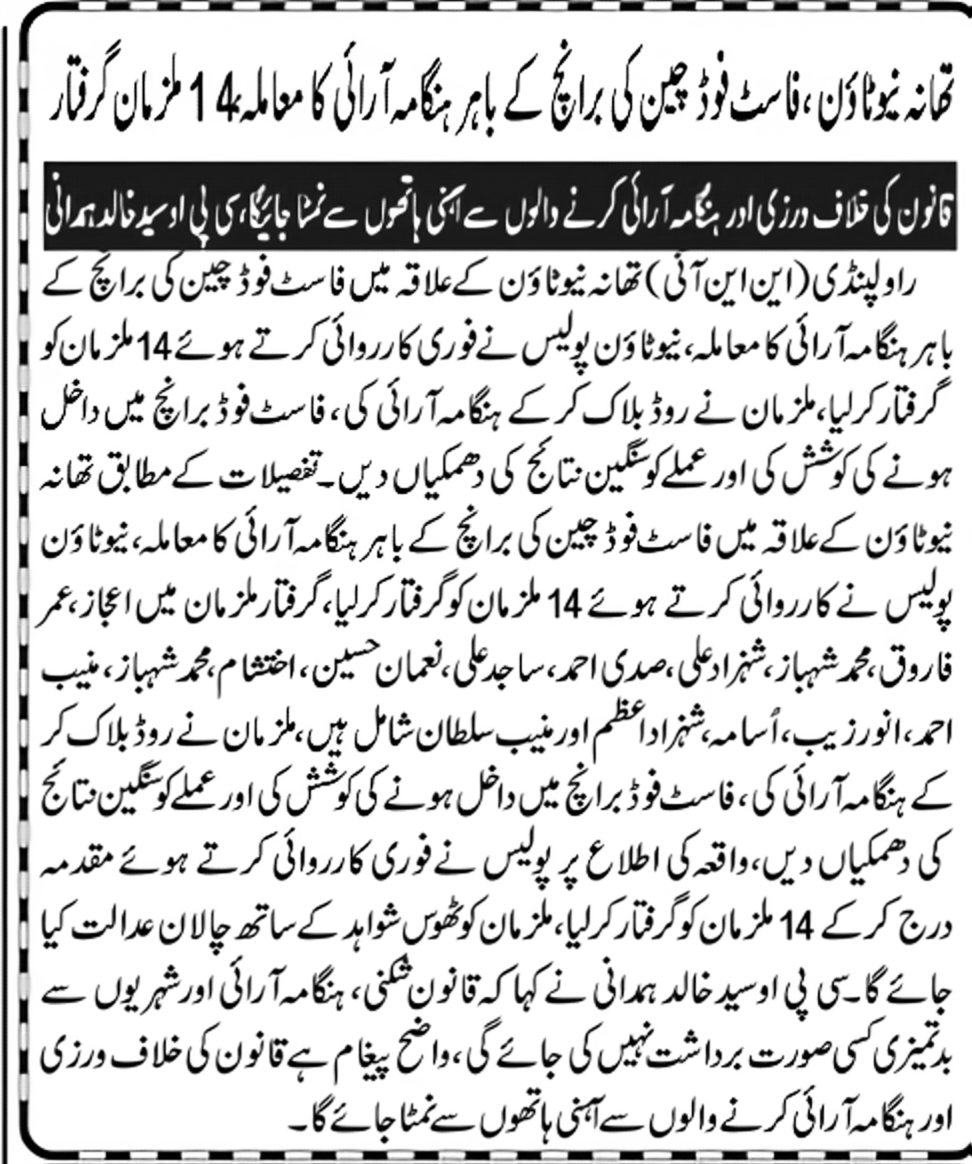 تھانہ نیوٹاؤن، فاسٹ فوڈ چین کی برانچ کے باہر ہنگامہ آرائی کا معاملہ، 14 ملزمان گرفتار
قانون کی خلاف ورزی اور ہنگامہ آرائی کرنے والوں سے آہنی ہاتھوں سے نمٹا جائیگا، سی پی او سید خالد ہمدانی
راولپنڈی (این این آئی) تھانہ نیوٹاؤن کے علاقہ میں فاسٹ فوڈ چین کی برانچ کے
باہر ہنگامہ آرائی کا معاملہ، نیوٹاؤن پولیس نے فوری کارروائی کرتے ہوئے 14 ملزمان کو
گرفتار کرلیا، ملزمان نے روڈ بلاک کر کے ہنگامہ آرائی کی، فاسٹ فوڈ برانچ میں داخل
ہونے کی کوشش کی اور عملے کو سنگین نتائج کی دھمکیاں دیں۔ تفصیلات کے مطابق تھانہ
نیوٹاؤن کے علاقہ میں فاسٹ فوڈ چین کی برانچ کے باہر ہنگامہ آرائی کا معاملہ، نیوٹاؤن
پولیس نے کارروائی کرتے ہوئے 14 ملزمان کو گرفتار کرلیا، گرفتار ملزمان میں اعجاز، عمر
فاروق، محمد شہباز، شہزاد علی، صدی احمد، ساجد علی، نعمان حسین، اختشام، محمد شہباز، منیب
احمد، انورزیب، اُسامہ، شہزاد اعظم اور منیب سلطان شامل ہیں، ملزمان نے روڈ بلاک کر
کے ہنگامہ آرائی کی، فاسٹ فوڈ برانچ میں داخل ہونے کی کوشش کی اور عملے کو سنگین نتائج
کی دھمکیاں دیں، واقعہ کی اطلاع پر پولیس نے فوری کارروائی کرتے ہوئے مقدمہ
درج کر کے 14 ملزمان کو گرفتار کرلیا، ملزمان کو ٹھوس شواہد کے ساتھ چالان عدالت کیا
جائے گا۔ سی پی او سید خالد ہمدانی نے کہا کہ قانون شکنی، ہنگامہ آرائی اور شہریوں سے
بدتمیزی کسی صورت برداشت نہیں کی جائے گی، واضح پیغام ہے قانون کی خلاف ورزی
اور ہنگامہ آرائی کرنے والوں سے آہنی ہاتھوں سے نمٹا جائے گا۔